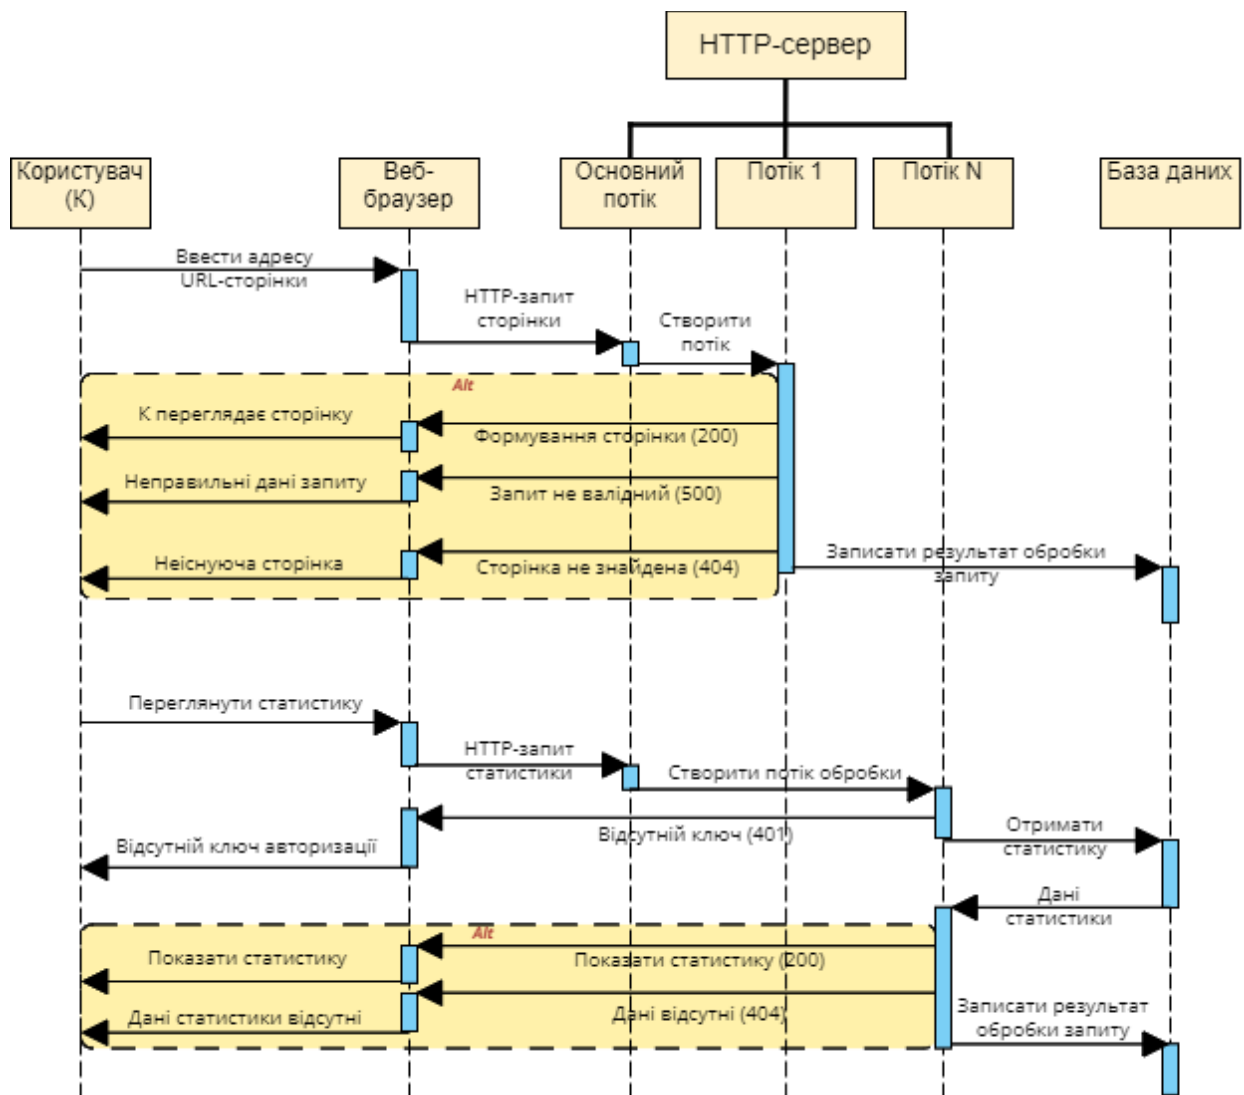 HTTP-сервер
Користувач
(К)
Веб-
браузер
Основний
потік
Потік 1
Потік N
База даних
Ввести адресу
URL-сторінки
HTTP-запит
сторінки
Створити
потік
Alt
К переглядає сторінку
Формування сторінки (200)
Неправильні дані запиту
Запит не валідний (500)
Неіснуюча сторінка
Сторінка не знайдена (404)
Записати результат обробки
запиту
Переглянути статистику
HTTP-запит
статистики
Створити потік обробки
Відсутній ключ (401)
Відсутній ключ авторизації
Отримати
статистику
Дані
статистики
Alt
Показати статистику
Показати статистику (200)
Дані статистики відсутні
Дані відсутні (404)
Записати результат
обробки запиту